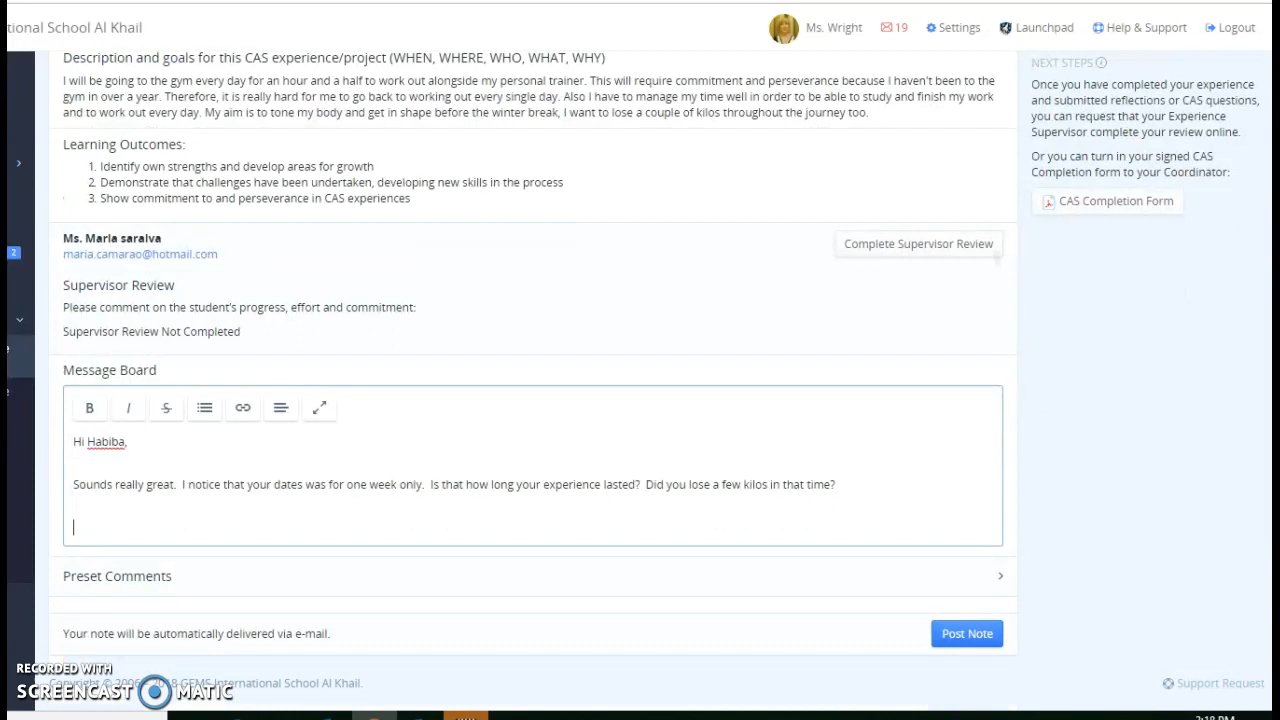 tional School Al Khail
Ms. Wright 19 Settings Launchpad Help & Support Logout
Description and goals for this CAS experience/project (WHEN, WHERE, WHO, WHAT, WHY)
I will be going to the gym every day for an hour and a half to work out alongside my personal trainer. This will require commitment and perseverance because I haven't been to the
gym in over a year. Therefore, it is really hard for me to go back to working out every single day. Also I have to manage my time well in order to be able to study and finish my work
and to work out every day. My aim is to tone my body and get in shape before the winter break, I want to lose a couple of kilos throughout the journey too.
Learning Outcomes:
1. Identify own strengths and develop areas for growth
2. Demonstrate that challenges have been undertaken, developing new skills in the process
3. Show commitment to and perseverance in CAS experiences
2
Ms. Maria saraiva
maria.camarao@hotmail.com
Complete Supervisor Review
Supervisor Review
Please comment on the student's progress, effort and commitment:
Supervisor Review Not Completed
Message Board
B I S
Hi Habiba,
Sounds really great. I notice that your dates was for one week only. Is that how long your experience lasted? Did you lose a few kilos in that time?
Preset Comments
Your note will be automatically delivered via e-mail.
Post Note
NEXT STEPS
Once you have completed your experience
and submitted reflections or CAS questions,
you can request that your Experience
Supervisor complete your review online.
Or you can turn in your signed CAS
Completion form to your Coordinator:
CAS Completion Form
Copyright © 2006 GEMS International School Al Khail.
Support Request
RECORDED WITH
SCREENCAST MATIC